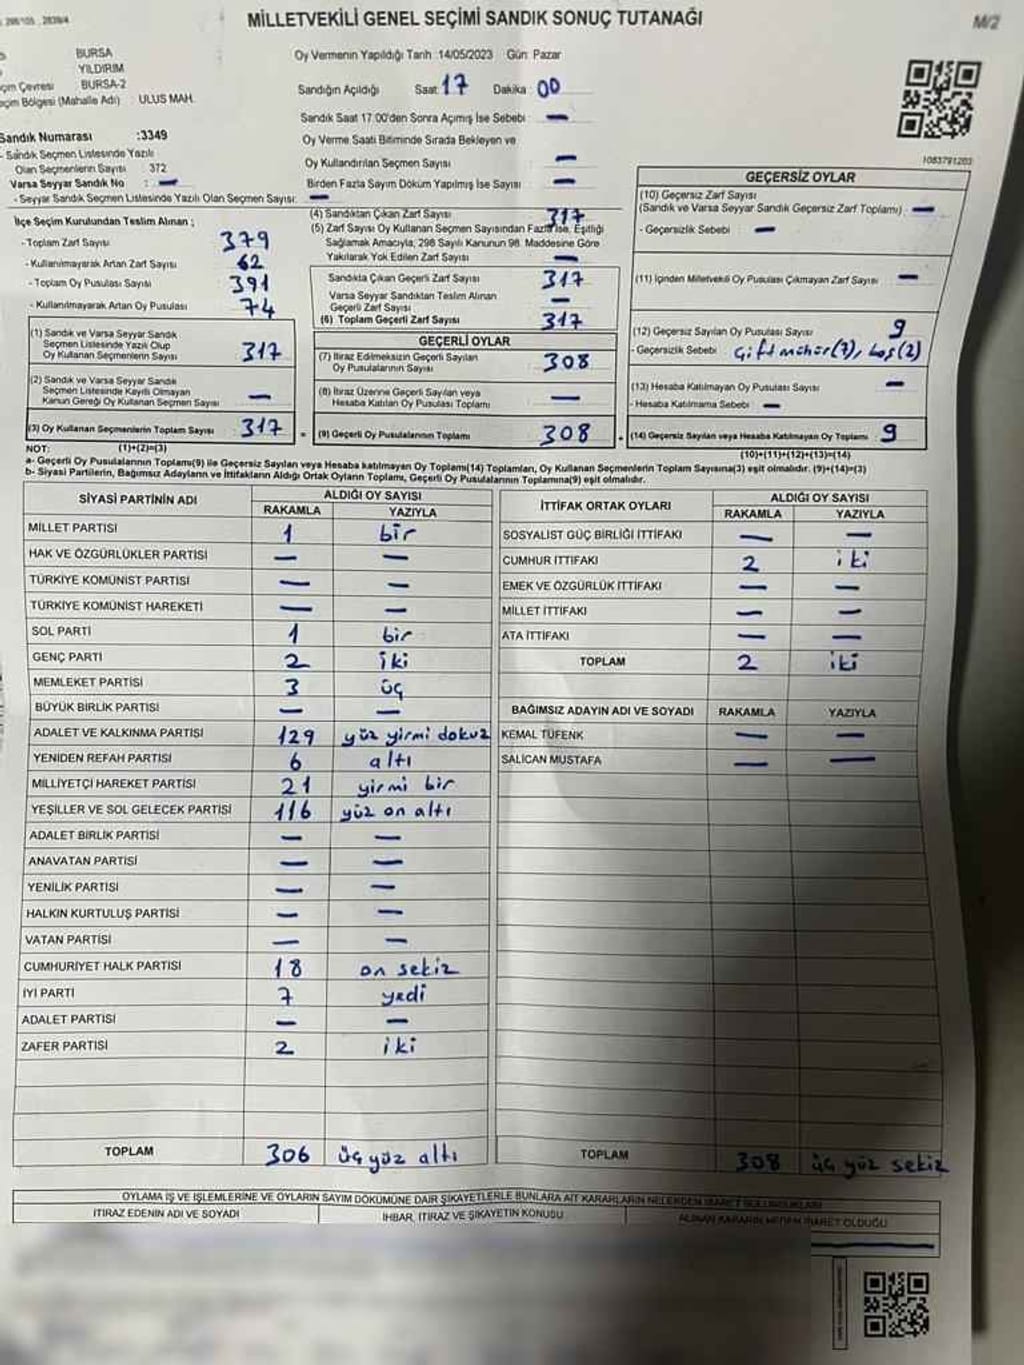 MİLLETVEKİLİ GENEL SEÇİMİ SANDIK SONUÇ TUTANAĞI
M/2
BURSA
YILDIRIM
Çevresi : BURSA-2
Bölgesi (Mahalle Adı) : ULUS MAH.
Oy Vermenin Yapıldığı Tarih :14/05/2023 Gün: Pazar
Sandığın Açıldığı Saat 17 Dakika : 00
Sandık Saat 17:00'den Sonra Açılmış İse Sebebi : —
Oy Verme Saati Bitiminde Sırada Bekleyen ve
Oy Kullandırılan Seçmen Sayısı —
Birden Fazla Sayım Döküm Yapılmış İse Sayısı —
1083791203
Sandık Numarası :3349
- Sandık Seçmen Listesinde Yazılı
Olan Seçmenlerin Sayısı 372
Varsa Seyyar Sandık No : —
- Seyyar Sandık Seçmen Listesinde Yazılı Olan Seçmen Sayısı: —
İlçe Seçim Kurulundan Teslim Alınan ;
- Toplam Zarf Sayısı 379
- Kullanılmayarak Artan Zarf Sayısı 62
- Toplam Oy Pusulası Sayısı 391
- Kullanılmayarak Artan Oy Pusulası 74
(1) Sandık ve Varsa Seyyar Sandık
Seçmen Listesinde Yazılı Olup
Oy Kullanan Seçmenlerin Sayısı 317
(2) Sandık ve Varsa Seyyar Sandık
Seçmen Listesinde Kayıtlı Olmayan
Kanun Gereği Oy Kullanan Seçmen Sayısı —
(3) Oy Kullanan Seçmenlerin Toplam Sayısı 317
(4) Sandıktan Çıkan Zarf Sayısı 317
(5) Zarf Sayısı Oy Kullanan Seçmen Sayısından Fazla İse, Eşitliği
Sağlamak Amacıyla, 298 Sayılı Kanunun 98. Maddesine Göre
Yakılarak Yok Edilen Zarf Sayısı —
Sandıkta Çıkan Geçerli Zarf Sayısı 317
Varsa Seyyar Sandıktan Teslim Alınan
Geçerli Zarf Sayısı —
(6) Toplam Geçerli Zarf Sayısı 317
GEÇERLİ OYLAR
(7) İtiraz Edilmeksizin Geçerli Sayılan
Oy Pusulalarının Sayısı 308
(8) İtiraz Üzerine Geçerli Sayılan veya
Hesaba Katılan Oy Pusulası Toplamı —
(9) Geçerli Oy Pusulalarının Toplamı 308
GEÇERSİZ OYLAR
(10) Geçersiz Zarf Sayısı
(Sandık ve Varsa Seyyar Sandık Geçersiz Zarf Toplamı) : —
- Geçersizlik Sebebi : —
(11) İçinden Milletvekili Oy Pusulası Çıkmayan Zarf Sayısı : —
(12) Geçersiz Sayılan Oy Pusulası Sayısı : 9
- Geçersizlik Sebebi : Çift mühür(7), boş(2)
(13) Hesaba Katılmayan Oy Pusulası Sayısı : —
- Hesaba Katılmama Sebebi : —
(14) Geçersiz Sayılan veya Hesaba Katılmayan Oy Toplamı : 9
NOT: (1)+(2)=(3)
(10)+(11)+(12)+(13)=(14)
a- Geçerli Oy Pusulalarının Toplamı(9) ile Geçersiz Sayılan veya Hesaba katılmayan Oy Toplamı(14) Toplamları, Oy Kullanan Seçmenlerin Toplam Sayısına(3) eşit olmalıdır. (9)+(14)=(3)
b- Siyasi Partilerin, Bağımsız Adayların ve İttifakların Aldığı Ortak Oyların Toplamı, Geçerli Oy Pusulalarının Toplamına(9) eşit olmalıdır.
SİYASİ PARTİNİN ADI ALDIĞI OY SAYISI
RAKAMLA YAZIYLA
MİLLET PARTİSİ 1 bir
HAK VE ÖZGÜRLÜKLER PARTİSİ — —
TÜRKİYE KOMÜNİST PARTİSİ — —
TÜRKİYE KOMÜNİST HAREKETİ — —
SOL PARTİ 1 bir
GENÇ PARTİ 2 iki
MEMLEKET PARTİSİ 3 üç
BÜYÜK BİRLİK PARTİSİ — —
ADALET VE KALKINMA PARTİSİ 129 yüz yirmi dokuz
YENİDEN REFAH PARTİSİ 6 altı
MİLLİYETÇİ HAREKET PARTİSİ 21 yirmi bir
YEŞİLLER VE SOL GELECEK PARTİSİ 116 yüz on altı
ADALET BİRLİK PARTİSİ — —
ANAVATAN PARTİSİ — —
YENİLİK PARTİSİ — —
HALKIN KURTULUŞ PARTİSİ — —
VATAN PARTİSİ — —
CUMHURİYET HALK PARTİSİ 18 on sekiz
İYİ PARTİ 7 yedi
ADALET PARTİSİ — —
ZAFER PARTİSİ 2 iki
TOPLAM 306 üç yüz altı
İTTİFAK ORTAK OYLARI ALDIĞI OY SAYISI
RAKAMLA YAZIYLA
SOSYALİST GÜÇ BİRLİĞİ İTTİFAKI — —
CUMHUR İTTİFAKI 2 iki
EMEK VE ÖZGÜRLÜK İTTİFAKI — —
MİLLET İTTİFAKI — —
ATA İTTİFAKI — —
TOPLAM 2 iki
BAĞIMSIZ ADAYIN ADI VE SOYADI RAKAMLA YAZIYLA
KEMAL TÜFENK — —
SALİCAN MUSTAFA — —
TOPLAM 308 üç yüz sekiz
OYLAMA İŞ VE İŞLEMLERİNE VE OYLARIN SAYIM DÖKÜMÜNE DAİR ŞİKAYETLERLE BUNLARA AİT KARARLARIN NELERDEN İBARET BULUNDUKLARI
İTİRAZ EDENİN ADI VE SOYADI İHBAR, İTİRAZ VE ŞİKAYETİN KONUSU ALINAN KARARIN NEDEN İBARET OLDUĞU